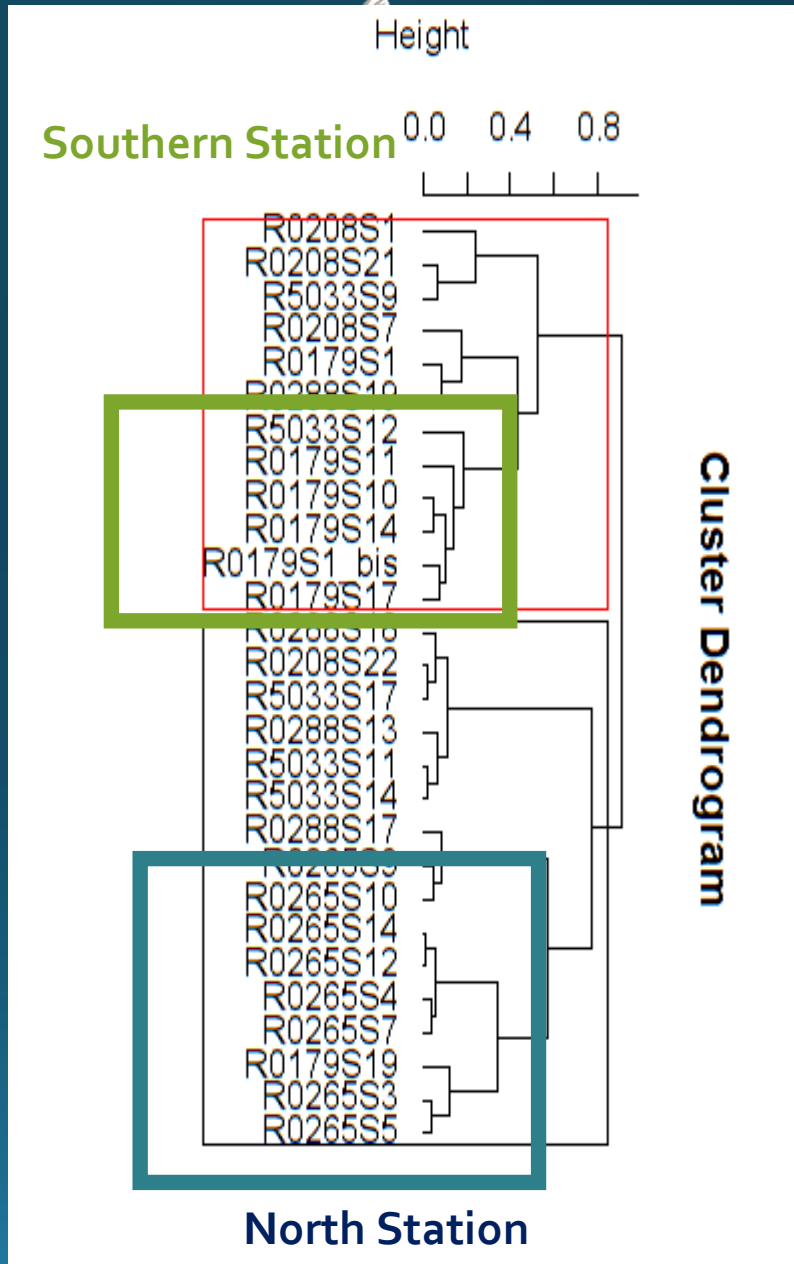 Height
Southern Station
0.0 0.4 0.8
R0208S1
R0208S21
R5033S9
R0208S7
R0179S1
R5033S12
R0179S11
R0179S10
R0179S14
R0179S1_bis
R0179S17
R0208S22
R5033S17
R0288S13
R5033S11
R5033S14
R0288S17
R0265S10
R0265S14
R0265S12
R0265S4
R0265S7
R0179S19
R0265S3
R0265S5
Cluster Dendrogram
North Station